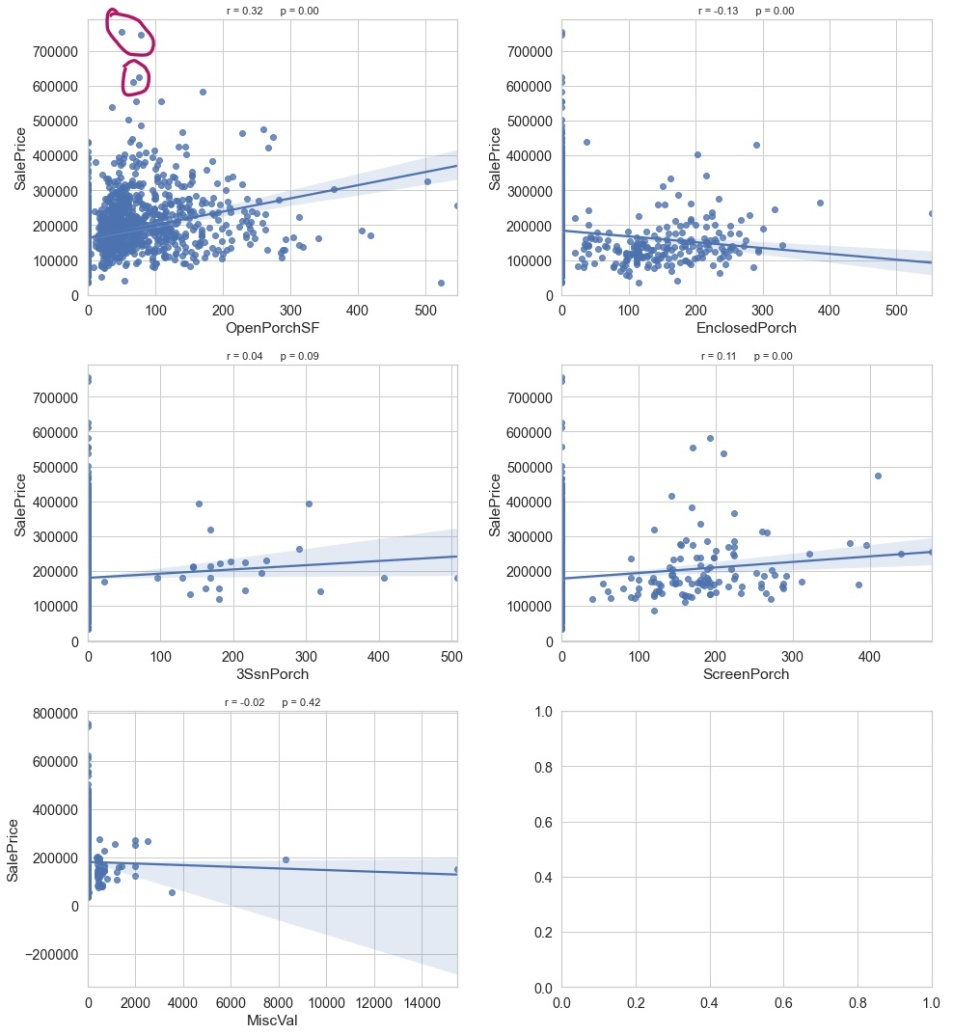 r = 0.32 p = 0.00
700000
600000
500000
400000
300000
200000
100000
0
SalePrice
0 100 200 300 400 500
OpenPorchSF
r = -0.13 p = 0.00
700000
600000
500000
400000
300000
200000
100000
0
SalePrice
0 100 200 300 400 500
EnclosedPorch
r = 0.04 p = 0.09
700000
600000
500000
400000
300000
200000
100000
0
SalePrice
0 100 200 300 400 500
3SsnPorch
r = 0.11 p = 0.00
700000
600000
500000
400000
300000
200000
100000
0
SalePrice
0 100 200 300 400
ScreenPorch
r = -0.02 p = 0.42
800000
600000
400000
200000
0
−200000
SalePrice
0 2000 4000 6000 8000 10000 12000 14000
MiscVal
1.0
0.8
0.6
0.4
0.2
0.0
0.0 0.2 0.4 0.6 0.8 1.0